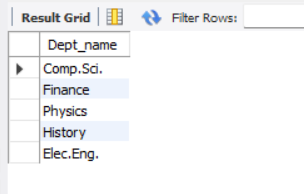 Result Grid Filter Rows:
Dept_name
Comp.Sci.
Finance
Physics
History
Elec.Eng.